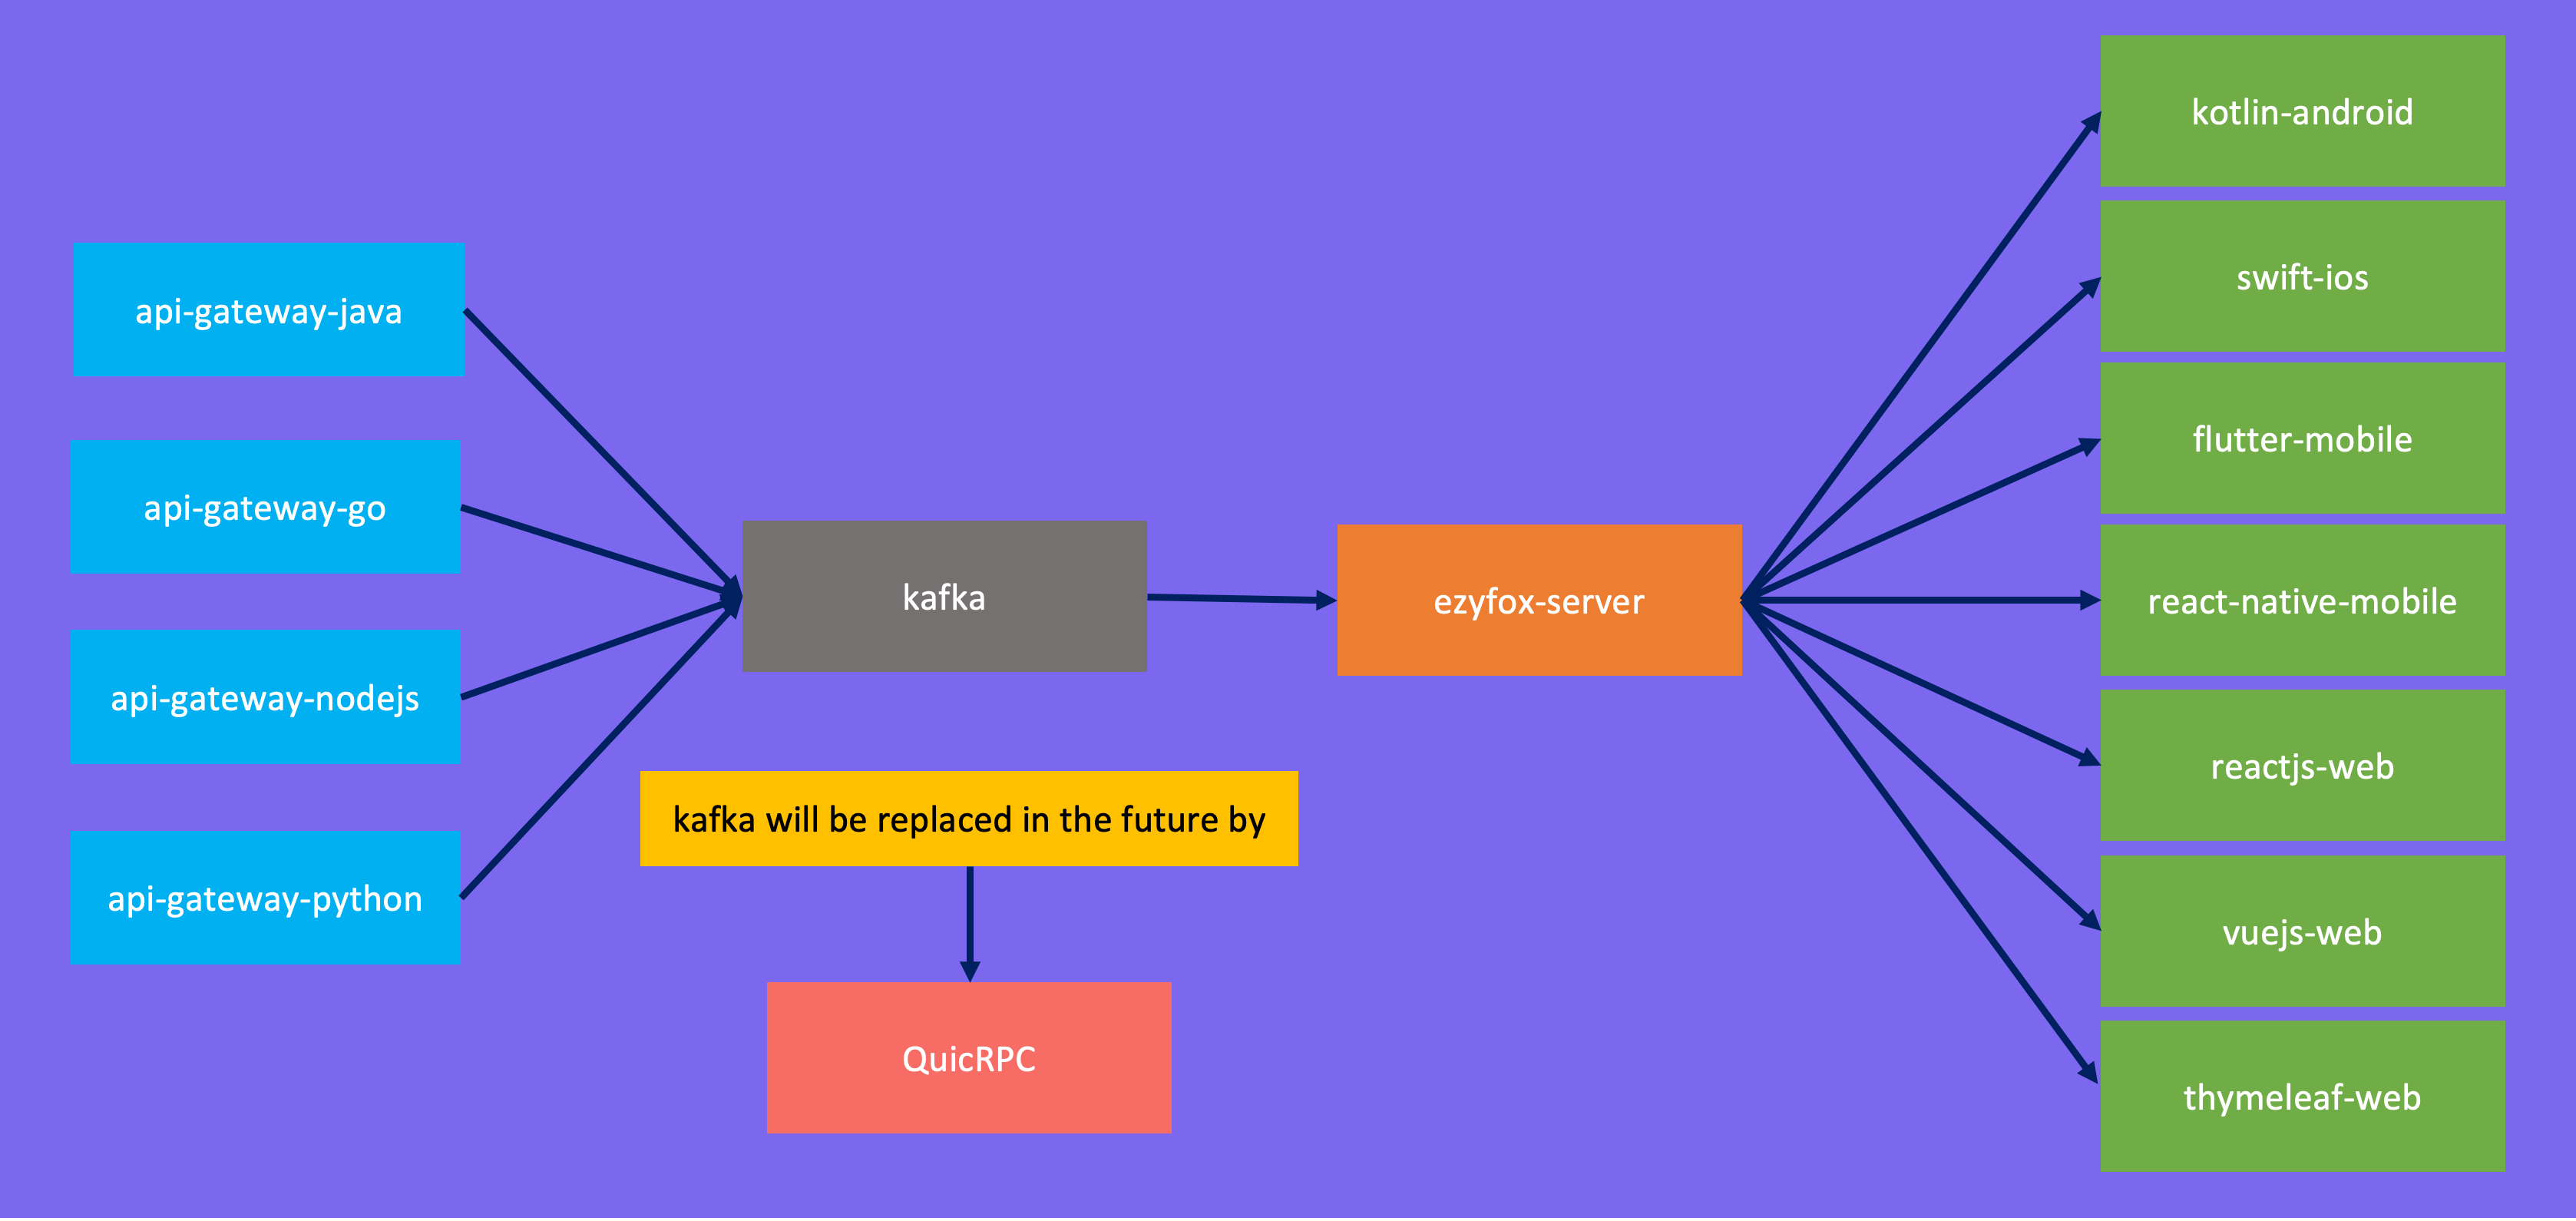 api-gateway-java
api-gateway-go
api-gateway-nodejs
api-gateway-python
kafka
kafka will be replaced in the future by
QuicRPC
ezyfox-server
kotlin-android
swift-ios
flutter-mobile
react-native-mobile
reactjs-web
vuejs-web
thymeleaf-web